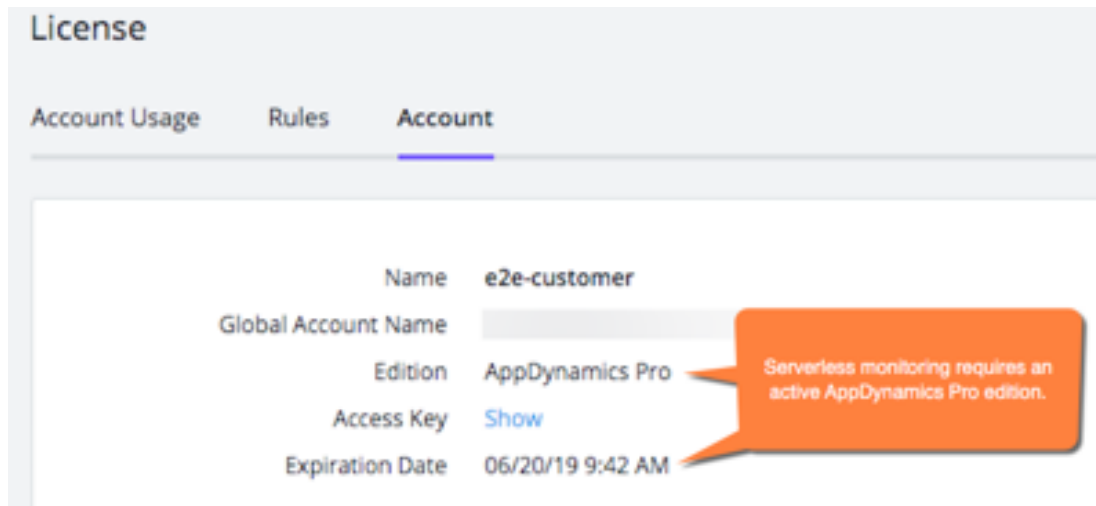 License
Account Usage Rules Account
Name e2e-customer
Global Account Name
Edition AppDynamics Pro
Serverless monitoring requires an
active AppDynamics Pro edition.
Access Key Show
Expiration Date 06/20/19 9:42 AM